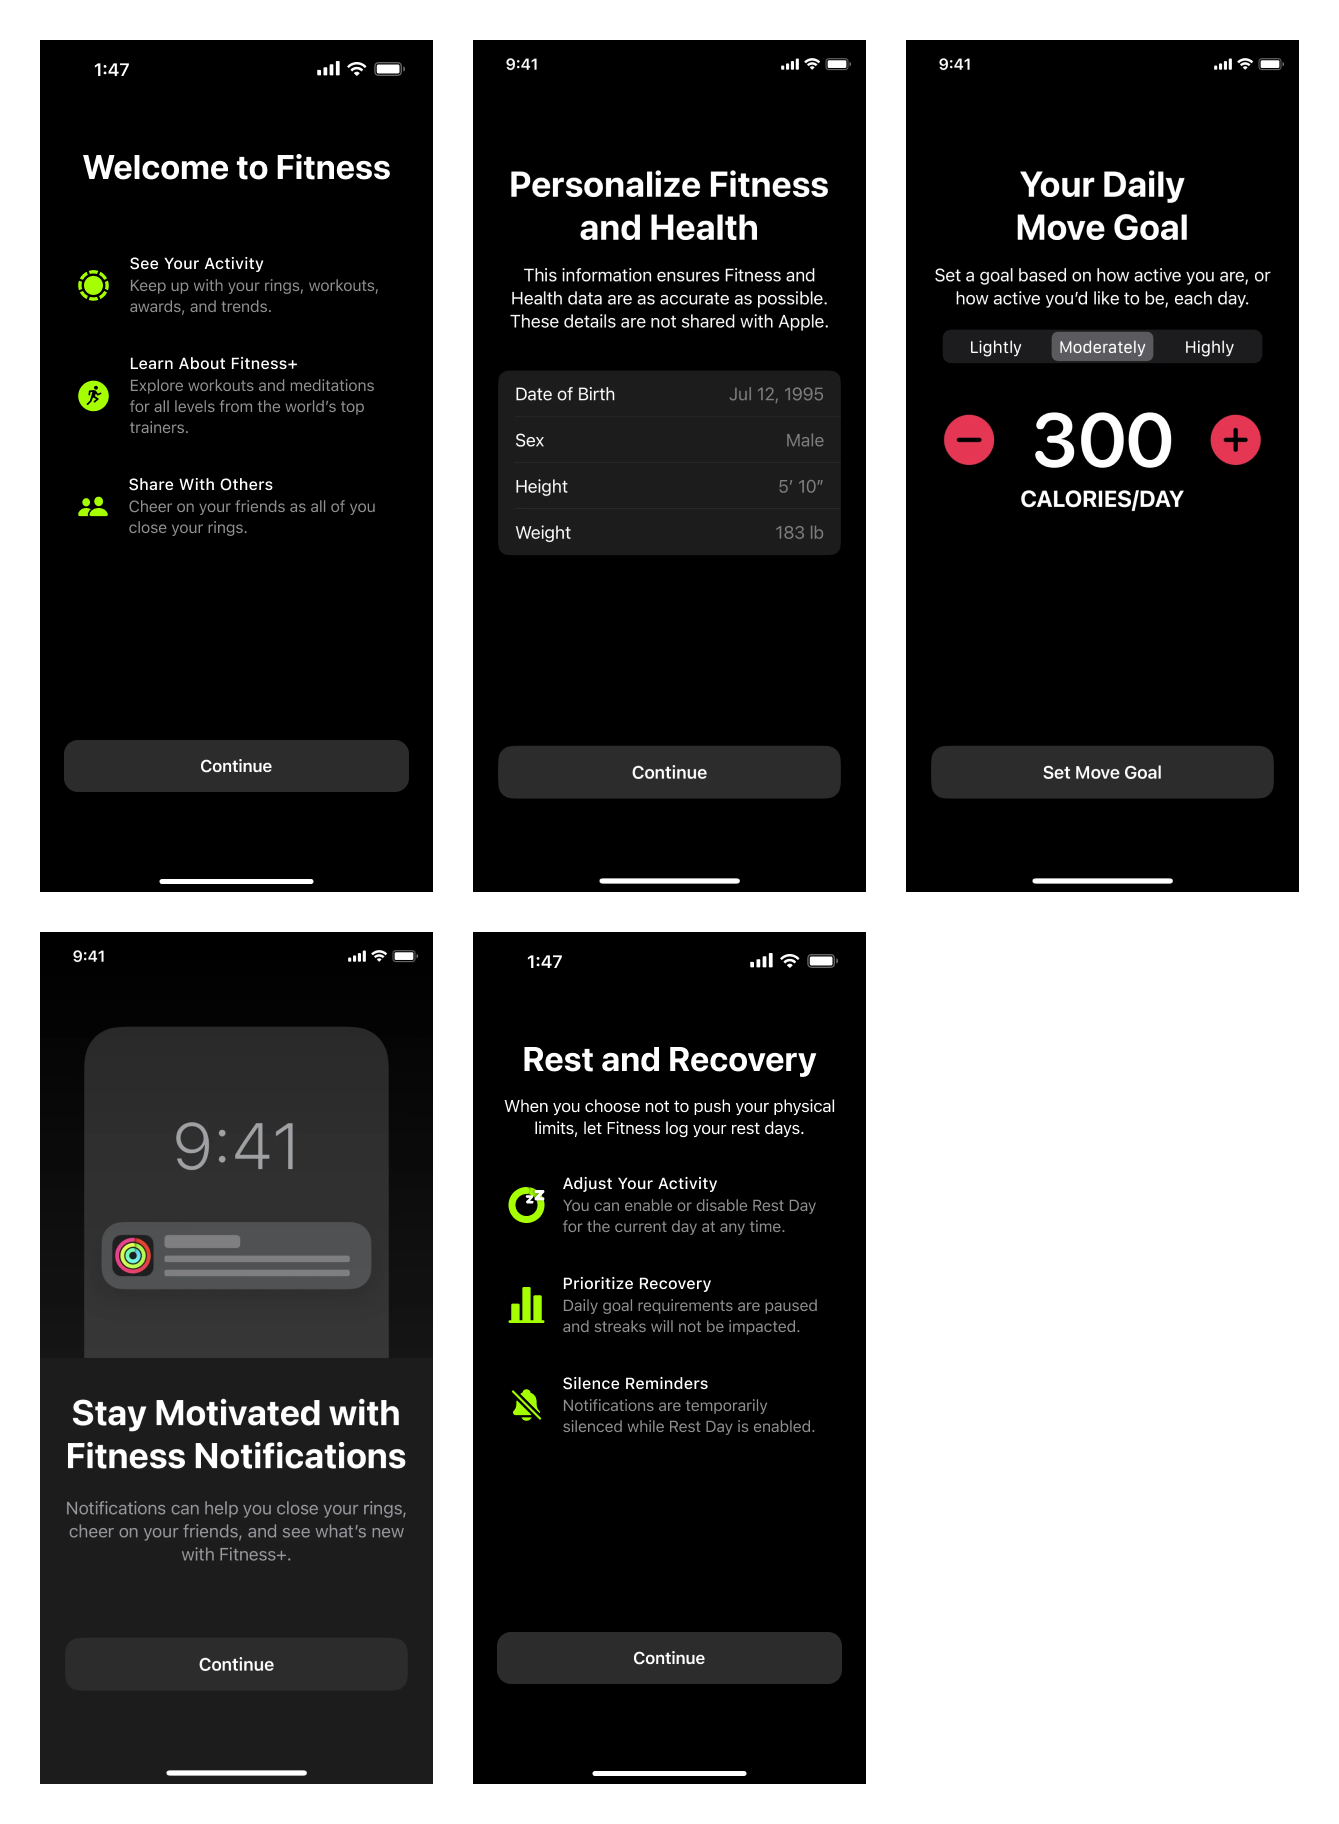 1:47
Welcome to Fitness
See Your Activity
Keep up with your rings, workouts,
awards, and trends.
Learn About Fitness+
Explore workouts and meditations
for all levels from the world’s top
trainers.
Share With Others
Cheer on your friends as all of you
close your rings.
Continue
9:41
Personalize Fitness
and Health
This information ensures Fitness and
Health data are as accurate as possible.
These details are not shared with Apple.
Date of Birth Jul 12, 1995
Sex Male
Height 5’ 10”
Weight 183 lb
Continue
9:41
Your Daily
Move Goal
Set a goal based on how active you are, or
how active you’d like to be, each day.
Lightly Moderately Highly
300
CALORIES/DAY
Set Move Goal
9:41
9:41
Stay Motivated with
Fitness Notifications
Notifications can help you close your rings,
cheer on your friends, and see what’s new
with Fitness+.
Continue
1:47
Rest and Recovery
When you choose not to push your physical
limits, let Fitness log your rest days.
Adjust Your Activity
You can enable or disable Rest Day
for the current day at any time.
Prioritize Recovery
Daily goal requirements are paused
and streaks will not be impacted.
Silence Reminders
Notifications are temporarily
silenced while Rest Day is enabled.
Continue